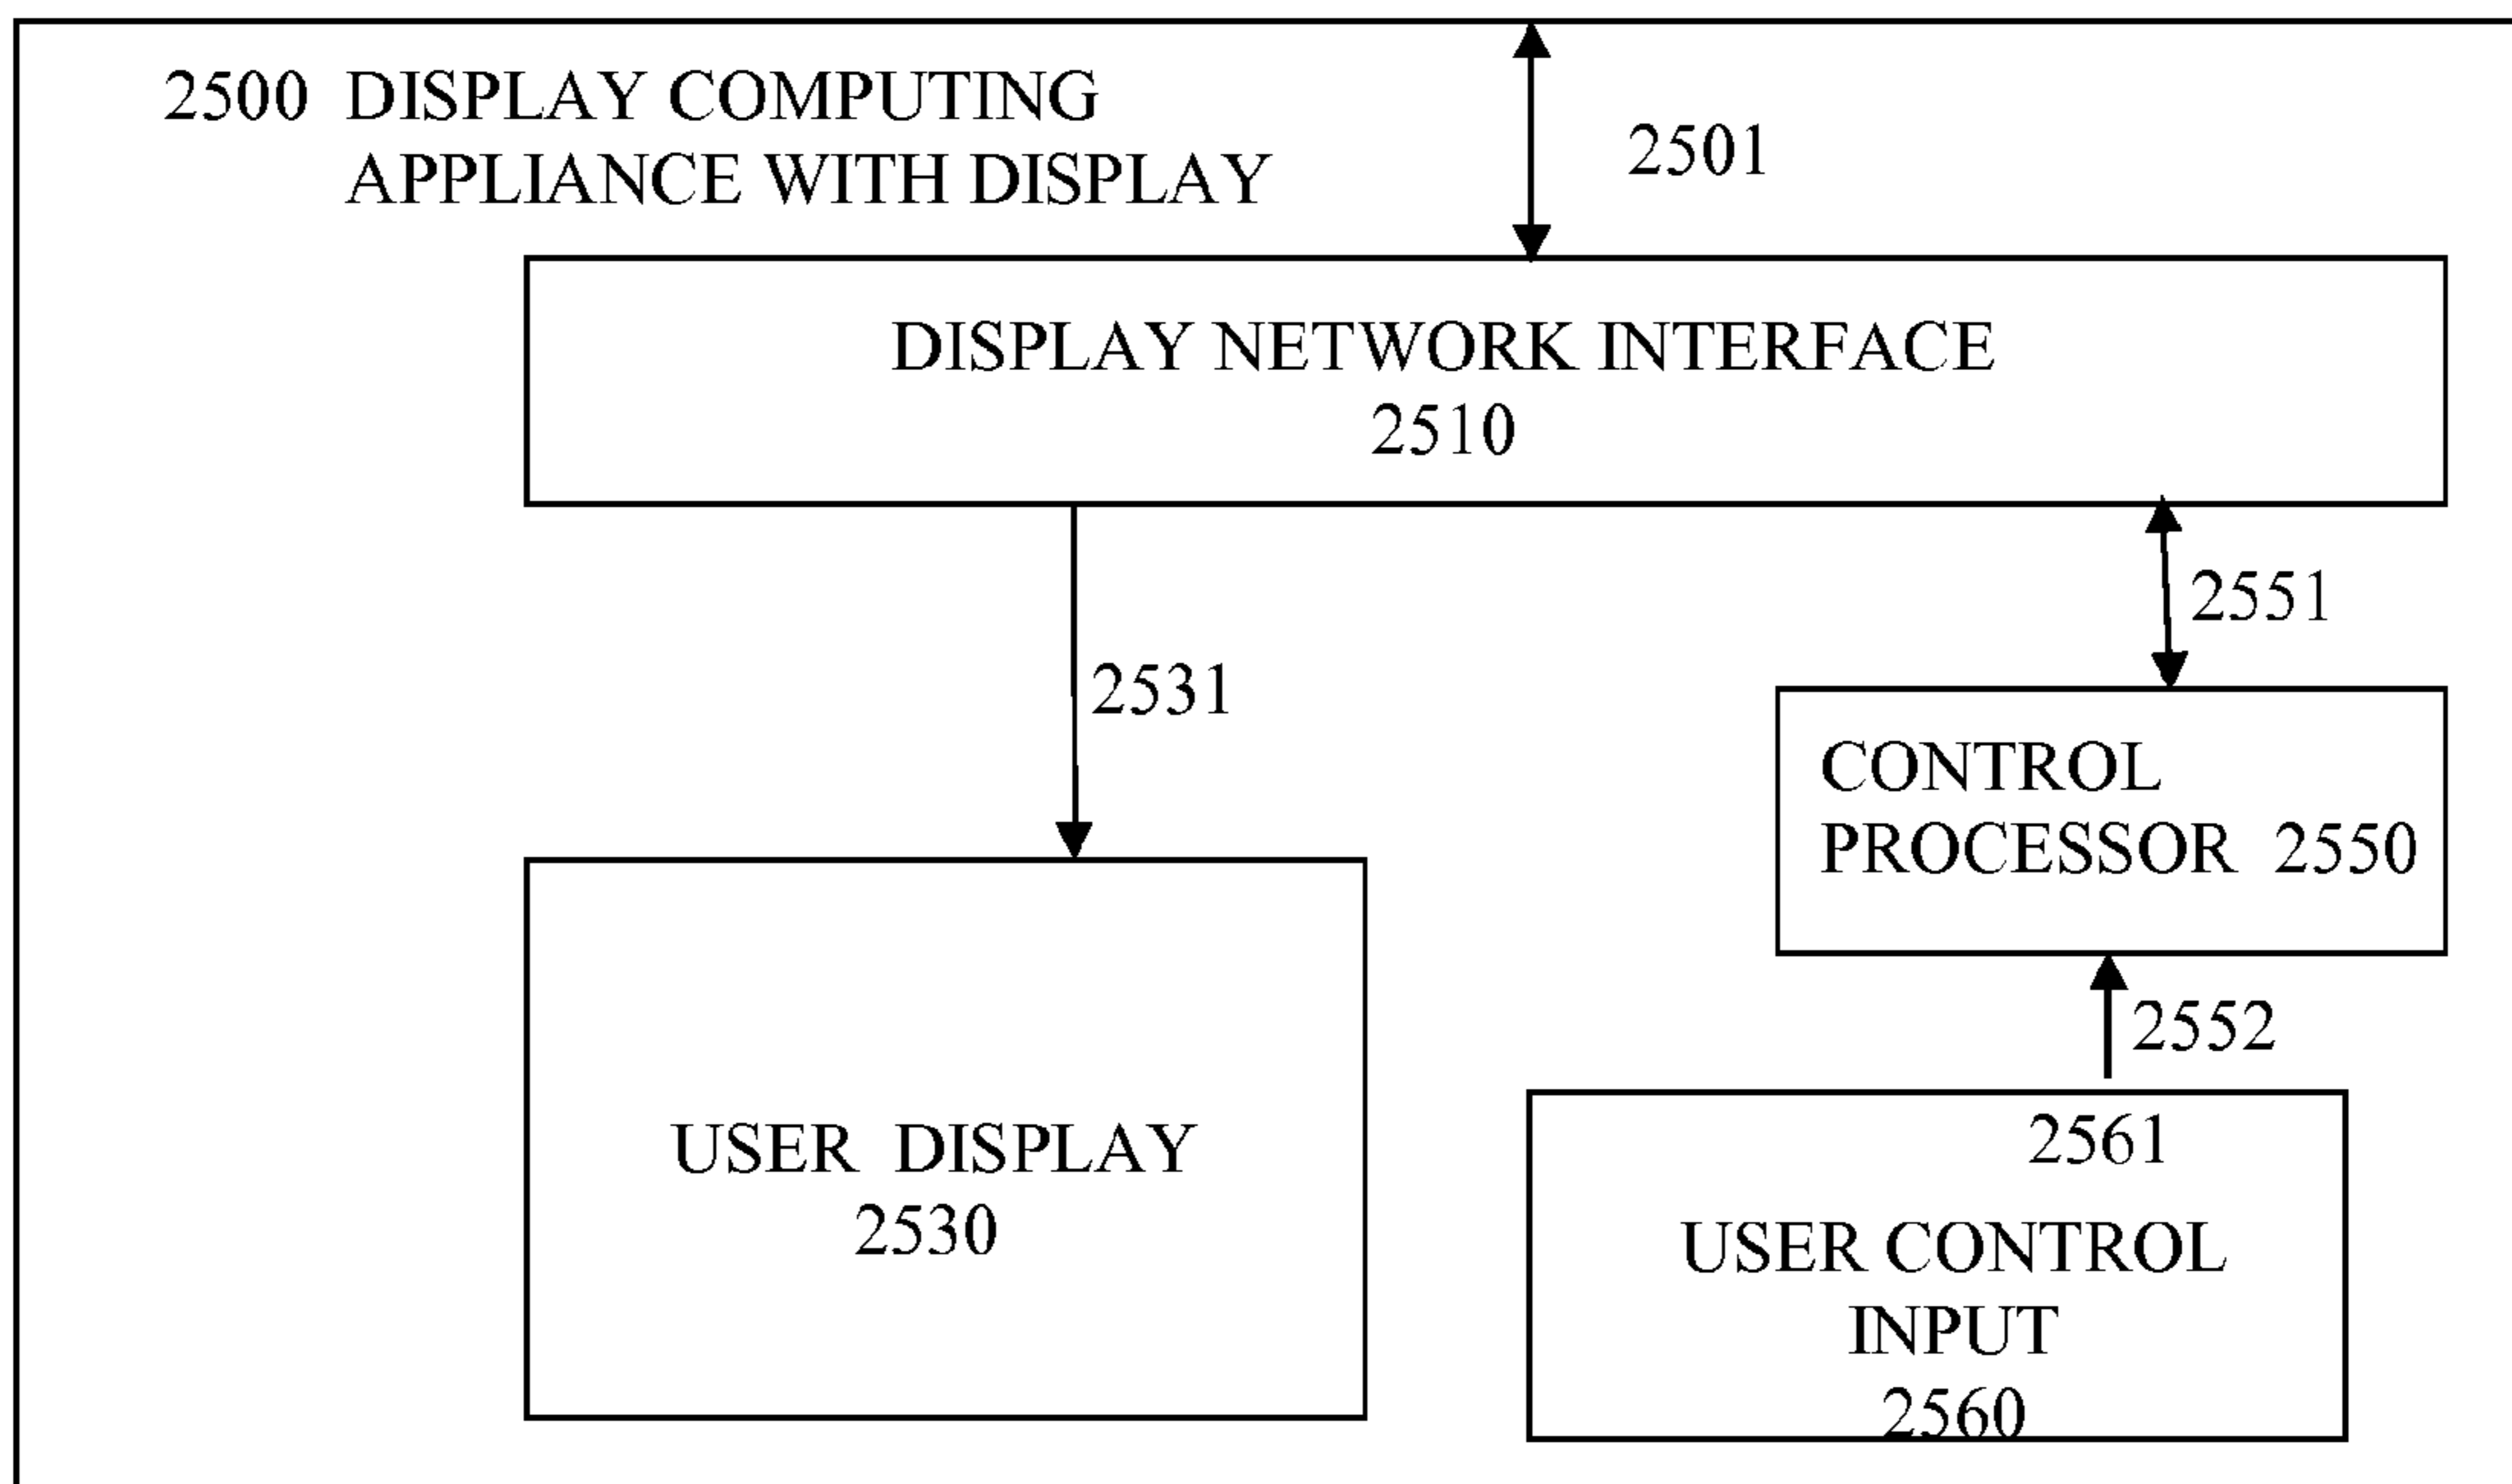 2500 DISPLAY COMPUTING
APPLIANCE WITH DISPLAY
2501
DISPLAY NETWORK INTERFACE
2510
2551
2531
CONTROL
PROCESSOR 2550
2552
USER DISPLAY
2530
2561
USER CONTROL
INPUT
2560